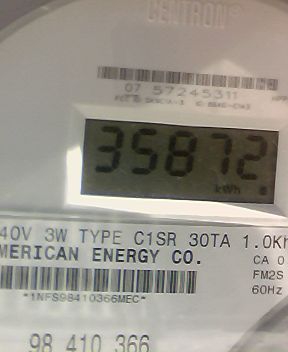 CENTRON®
07 57245311
35872
kWh
40V 3W TYPE C1SR 30TA 1.0Kh
MERICAN ENERGY CO.
CA 0
FM2S
60Hz
*1NFS98410366MEC*
98 410 366